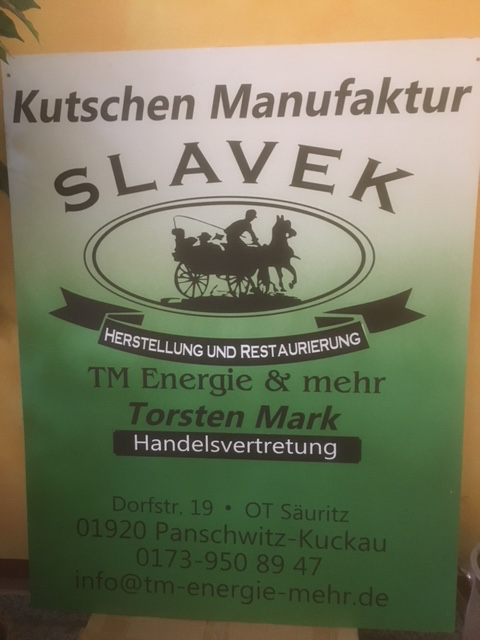 Kutschen Manufaktur
SLAVEK
HERSTELLUNG UND RESTAURIERUNG
TM Energie & mehr
Torsten Mark
Handelsvertretung
Dorfstr. 19 • OT Säuritz
01920 Panschwitz-Kuckau
0173-950 89 47
info@tm-energie-mehr.de